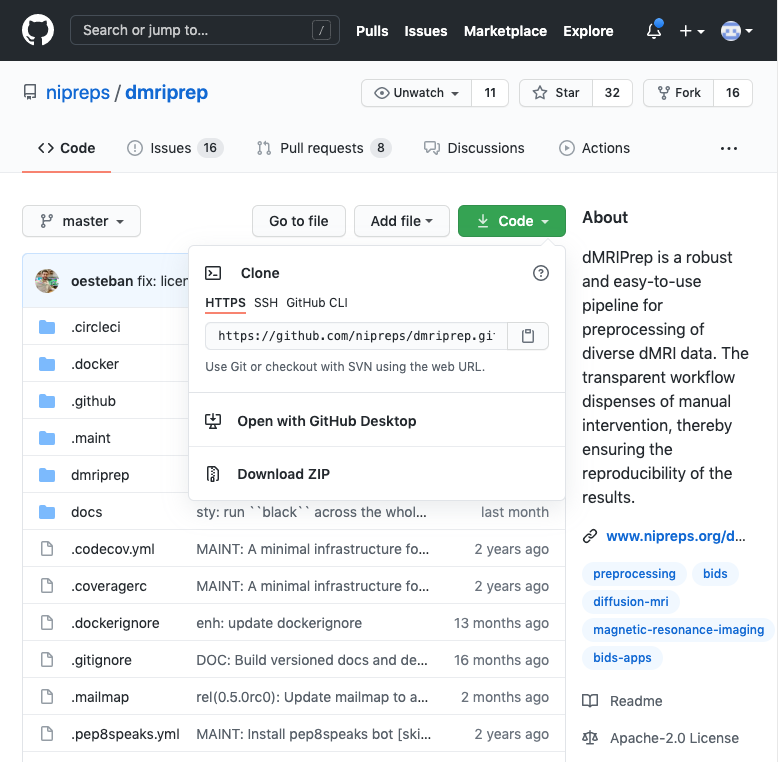 Search or jump to... /
Pulls Issues Marketplace Explore
nipreps / dmriprep
Unwatch 11
Star 32
Fork 16
Code
Issues 16
Pull requests 8
Discussions
Actions
master
Go to file
Add file
Code
oesteban fix: licen
Clone
HTTPS SSH GitHub CLI
https://github.com/nipreps/dmriprep.gi
Use Git or checkout with SVN using the web URL.
Open with GitHub Desktop
Download ZIP
.circleci
.docker
.github
.maint
dmriprep
docs sty: run ``black`` across the whol... last month
.codecov.yml MAINT: A minimal infrastructure fo... 2 years ago
.coveragerc MAINT: A minimal infrastructure fo... 2 years ago
.dockerignore enh: update dockerignore 13 months ago
.gitignore DOC: Build versioned docs and de... 16 months ago
.mailmap rel(0.5.0rc0): Update mailmap to a... 2 months ago
.pep8speaks.yml MAINT: Install pep8speaks bot [ski... 2 years ago
About
dMRIPrep is a robust
and easy-to-use
pipeline for
preprocessing of
diverse dMRI data. The
transparent workflow
dispenses of manual
intervention, thereby
ensuring the
reproducibility of the
results.
www.nipreps.org/d...
preprocessing bids
diffusion-mri
magnetic-resonance-imaging
bids-apps
Readme
Apache-2.0 License